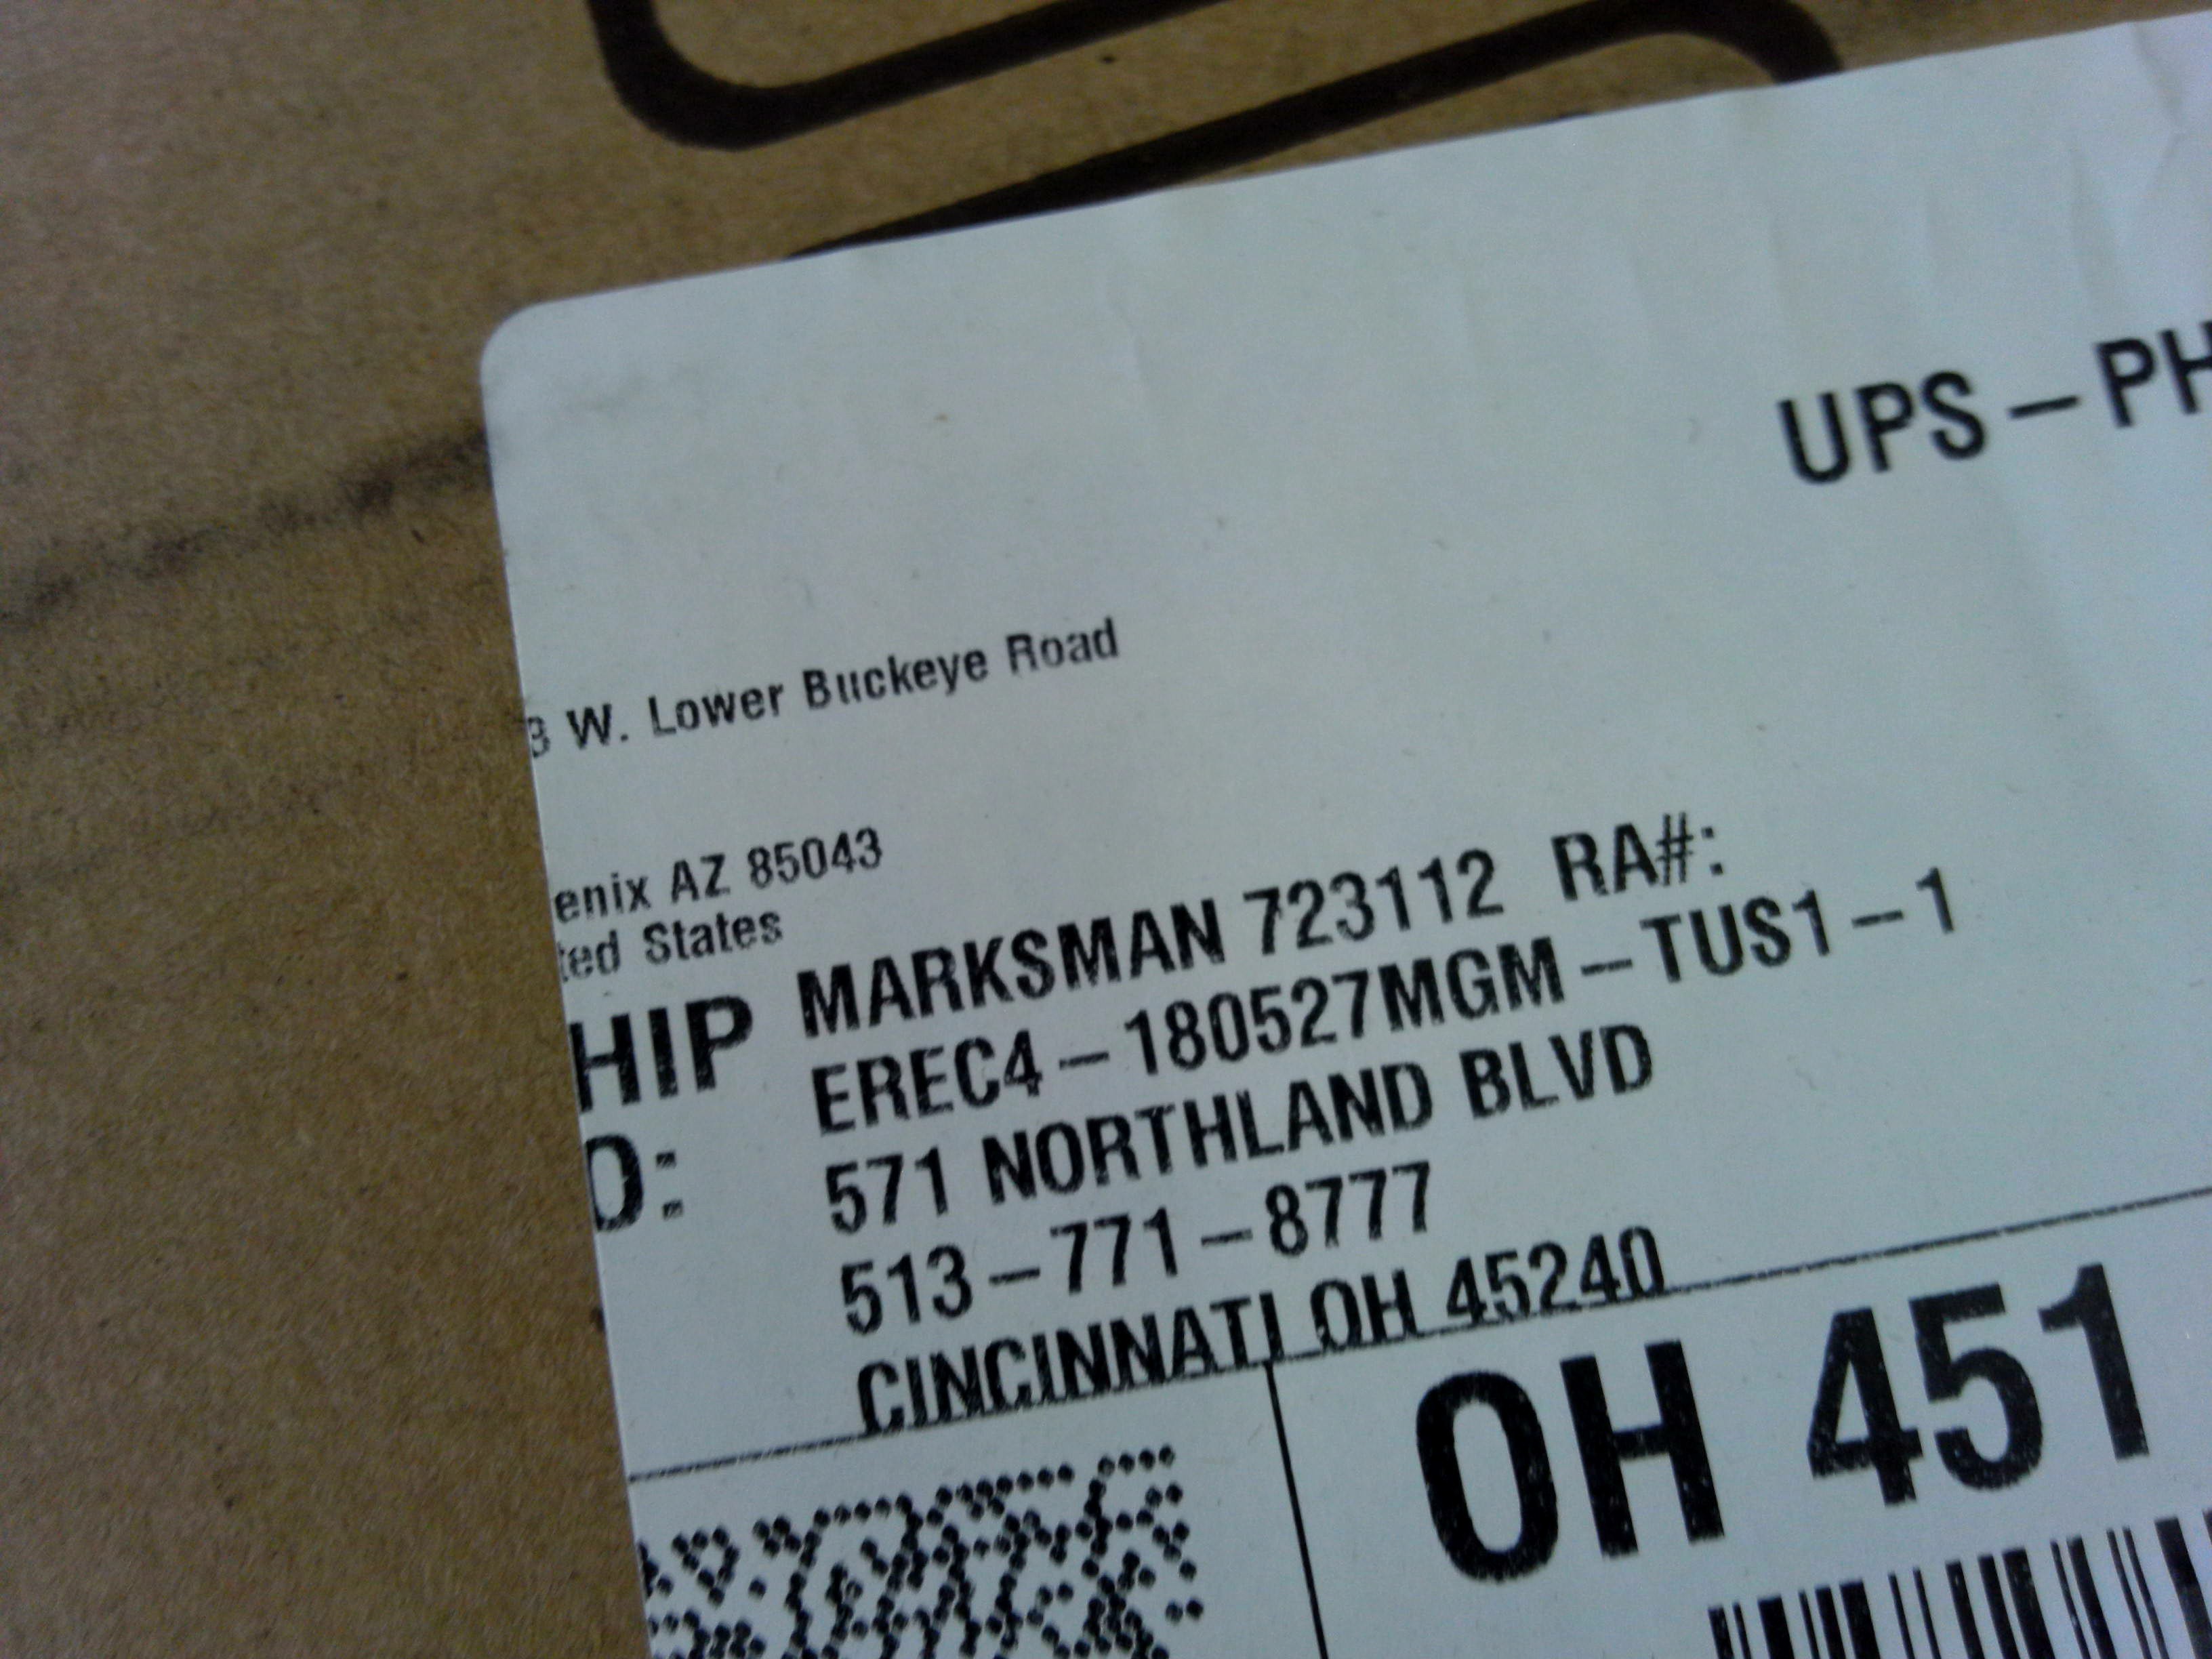 UPS-PH
3 W. Lower Buckeye Road
enix AZ 85043
ted States
HIP
O:
MARKSMAN 723112 RA#:
EREC4-180527MGM-TUS1-1
571 NORTHLAND BLVD
513-771-8777
CINCINNATI OH 45240
OH 451